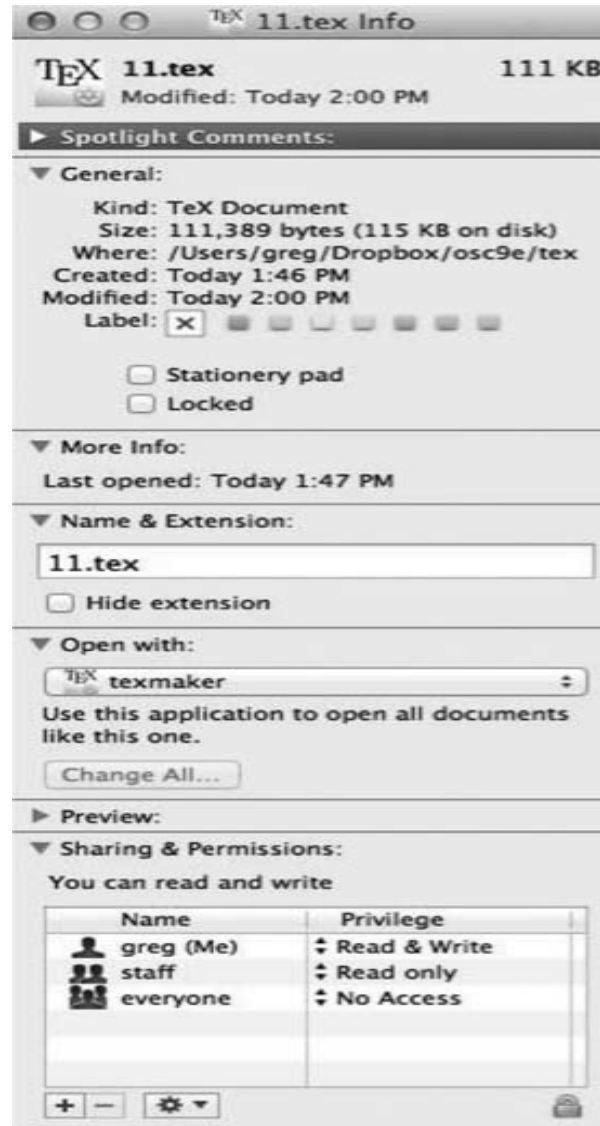 TEX 11.tex Info
TEX 11.tex 111 KB
Modified: Today 2:00 PM
Spotlight Comments:
General:
Kind: TeX Document
Size: 111,389 bytes (115 KB on disk)
Where: /Users/greg/Dropbox/osc9e/tex
Created: Today 1:46 PM
Modified: Today 2:00 PM
Label:
Stationery pad
Locked
More Info:
Last opened: Today 1:47 PM
Name & Extension:
11.tex
Hide extension
Open with:
TEX texmaker
Use this application to open all documents
like this one.
Change All...
Preview:
Sharing & Permissions:
You can read and write
Name Privilege
greg (Me) Read & Write
staff Read only
everyone No Access